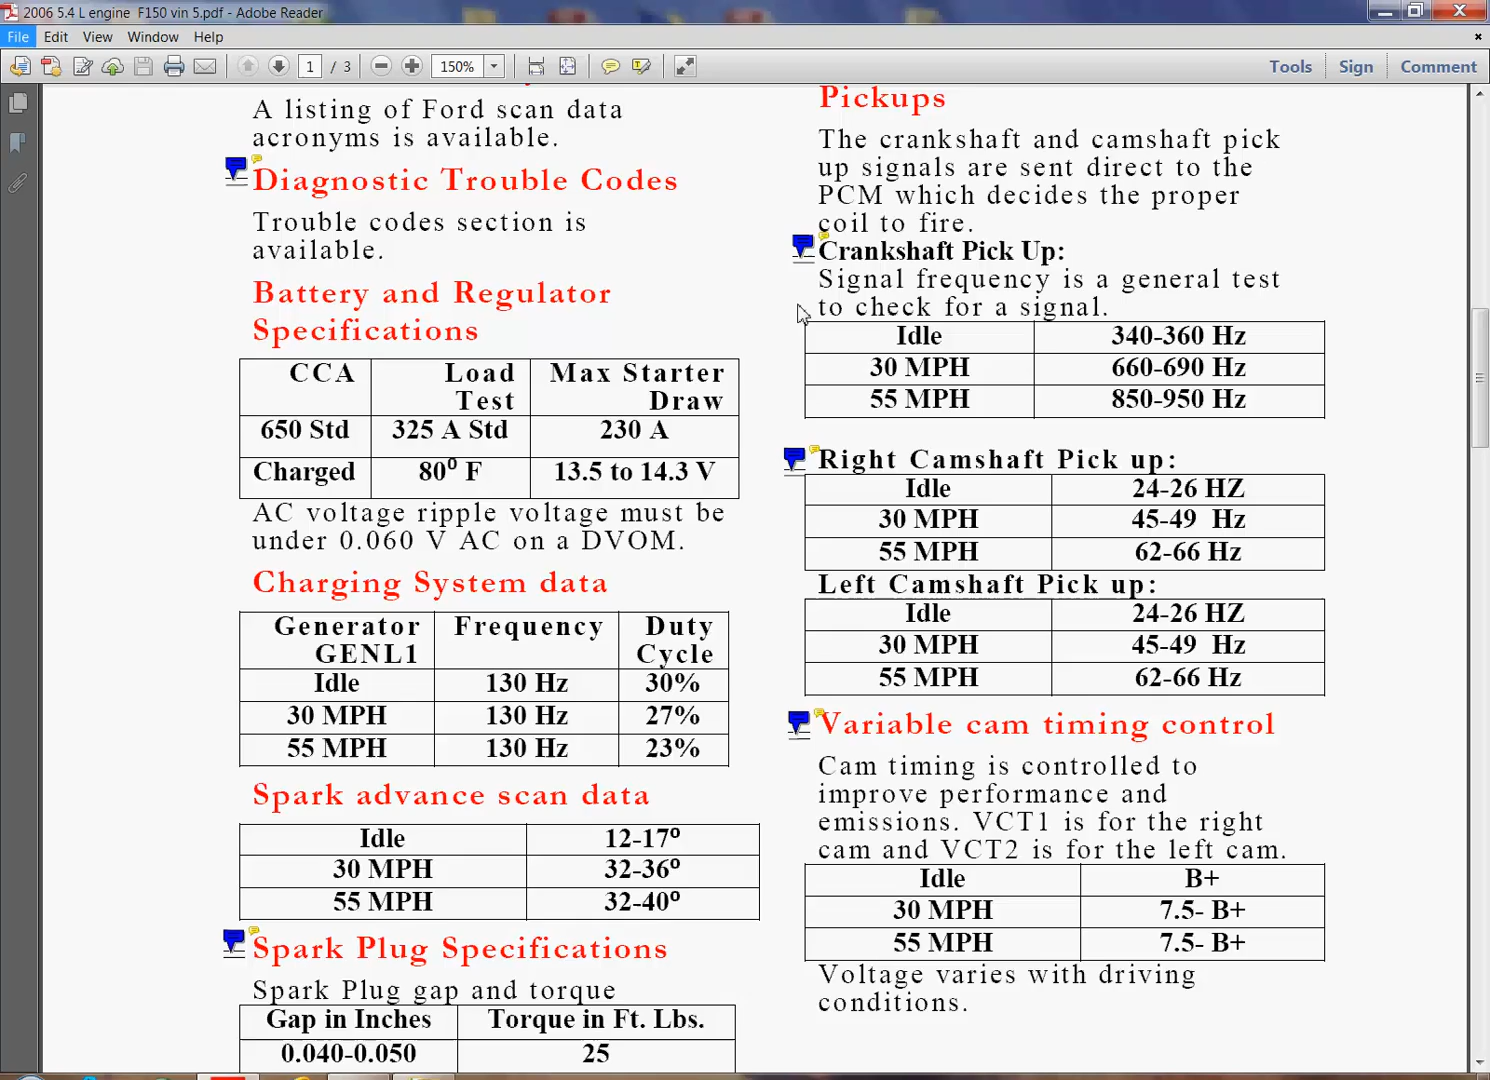 2006 5.4 L engine  F150 vin 5.pdf - Adobe Reader
File Edit View Window Help
1 / 3 150% Tools Sign Comment
A listing of Ford scan data
acronyms is available.
Diagnostic Trouble Codes
Trouble codes section is
available.
Battery and Regulator
Specifications
CCA Load Test Max Starter Draw
650 Std 325 A Std 230 A
Charged 80⁰ F 13.5 to 14.3 V
AC voltage ripple voltage must be
under 0.060 V AC on a DVOM.
Charging System data
Generator GENL1 Frequency Duty Cycle
Idle 130 Hz 30%
30 MPH 130 Hz 27%
55 MPH 130 Hz 23%
Spark advance scan data
Idle 12-17⁰
30 MPH 32-36⁰
55 MPH 32-40⁰
Spark Plug Specifications
Spark Plug gap and torque
Gap in Inches Torque in Ft. Lbs.
0.040-0.050 25
Pickups
The crankshaft and camshaft pick
up signals are sent direct to the
PCM which decides the proper
coil to fire.
Crankshaft Pick Up:
Signal frequency is a general test
to check for a signal.
Idle 340-360 Hz
30 MPH 660-690 Hz
55 MPH 850-950 Hz
Right Camshaft Pick up:
Idle 24-26 HZ
30 MPH 45-49  Hz
55 MPH 62-66 Hz
Left Camshaft Pick up:
Idle 24-26 HZ
30 MPH 45-49  Hz
55 MPH 62-66 Hz
Variable cam timing control
Cam timing is controlled to
improve performance and
emissions. VCT1 is for the right
cam and VCT2 is for the left cam.
Idle B+
30 MPH 7.5- B+
55 MPH 7.5- B+
Voltage varies with driving
conditions.